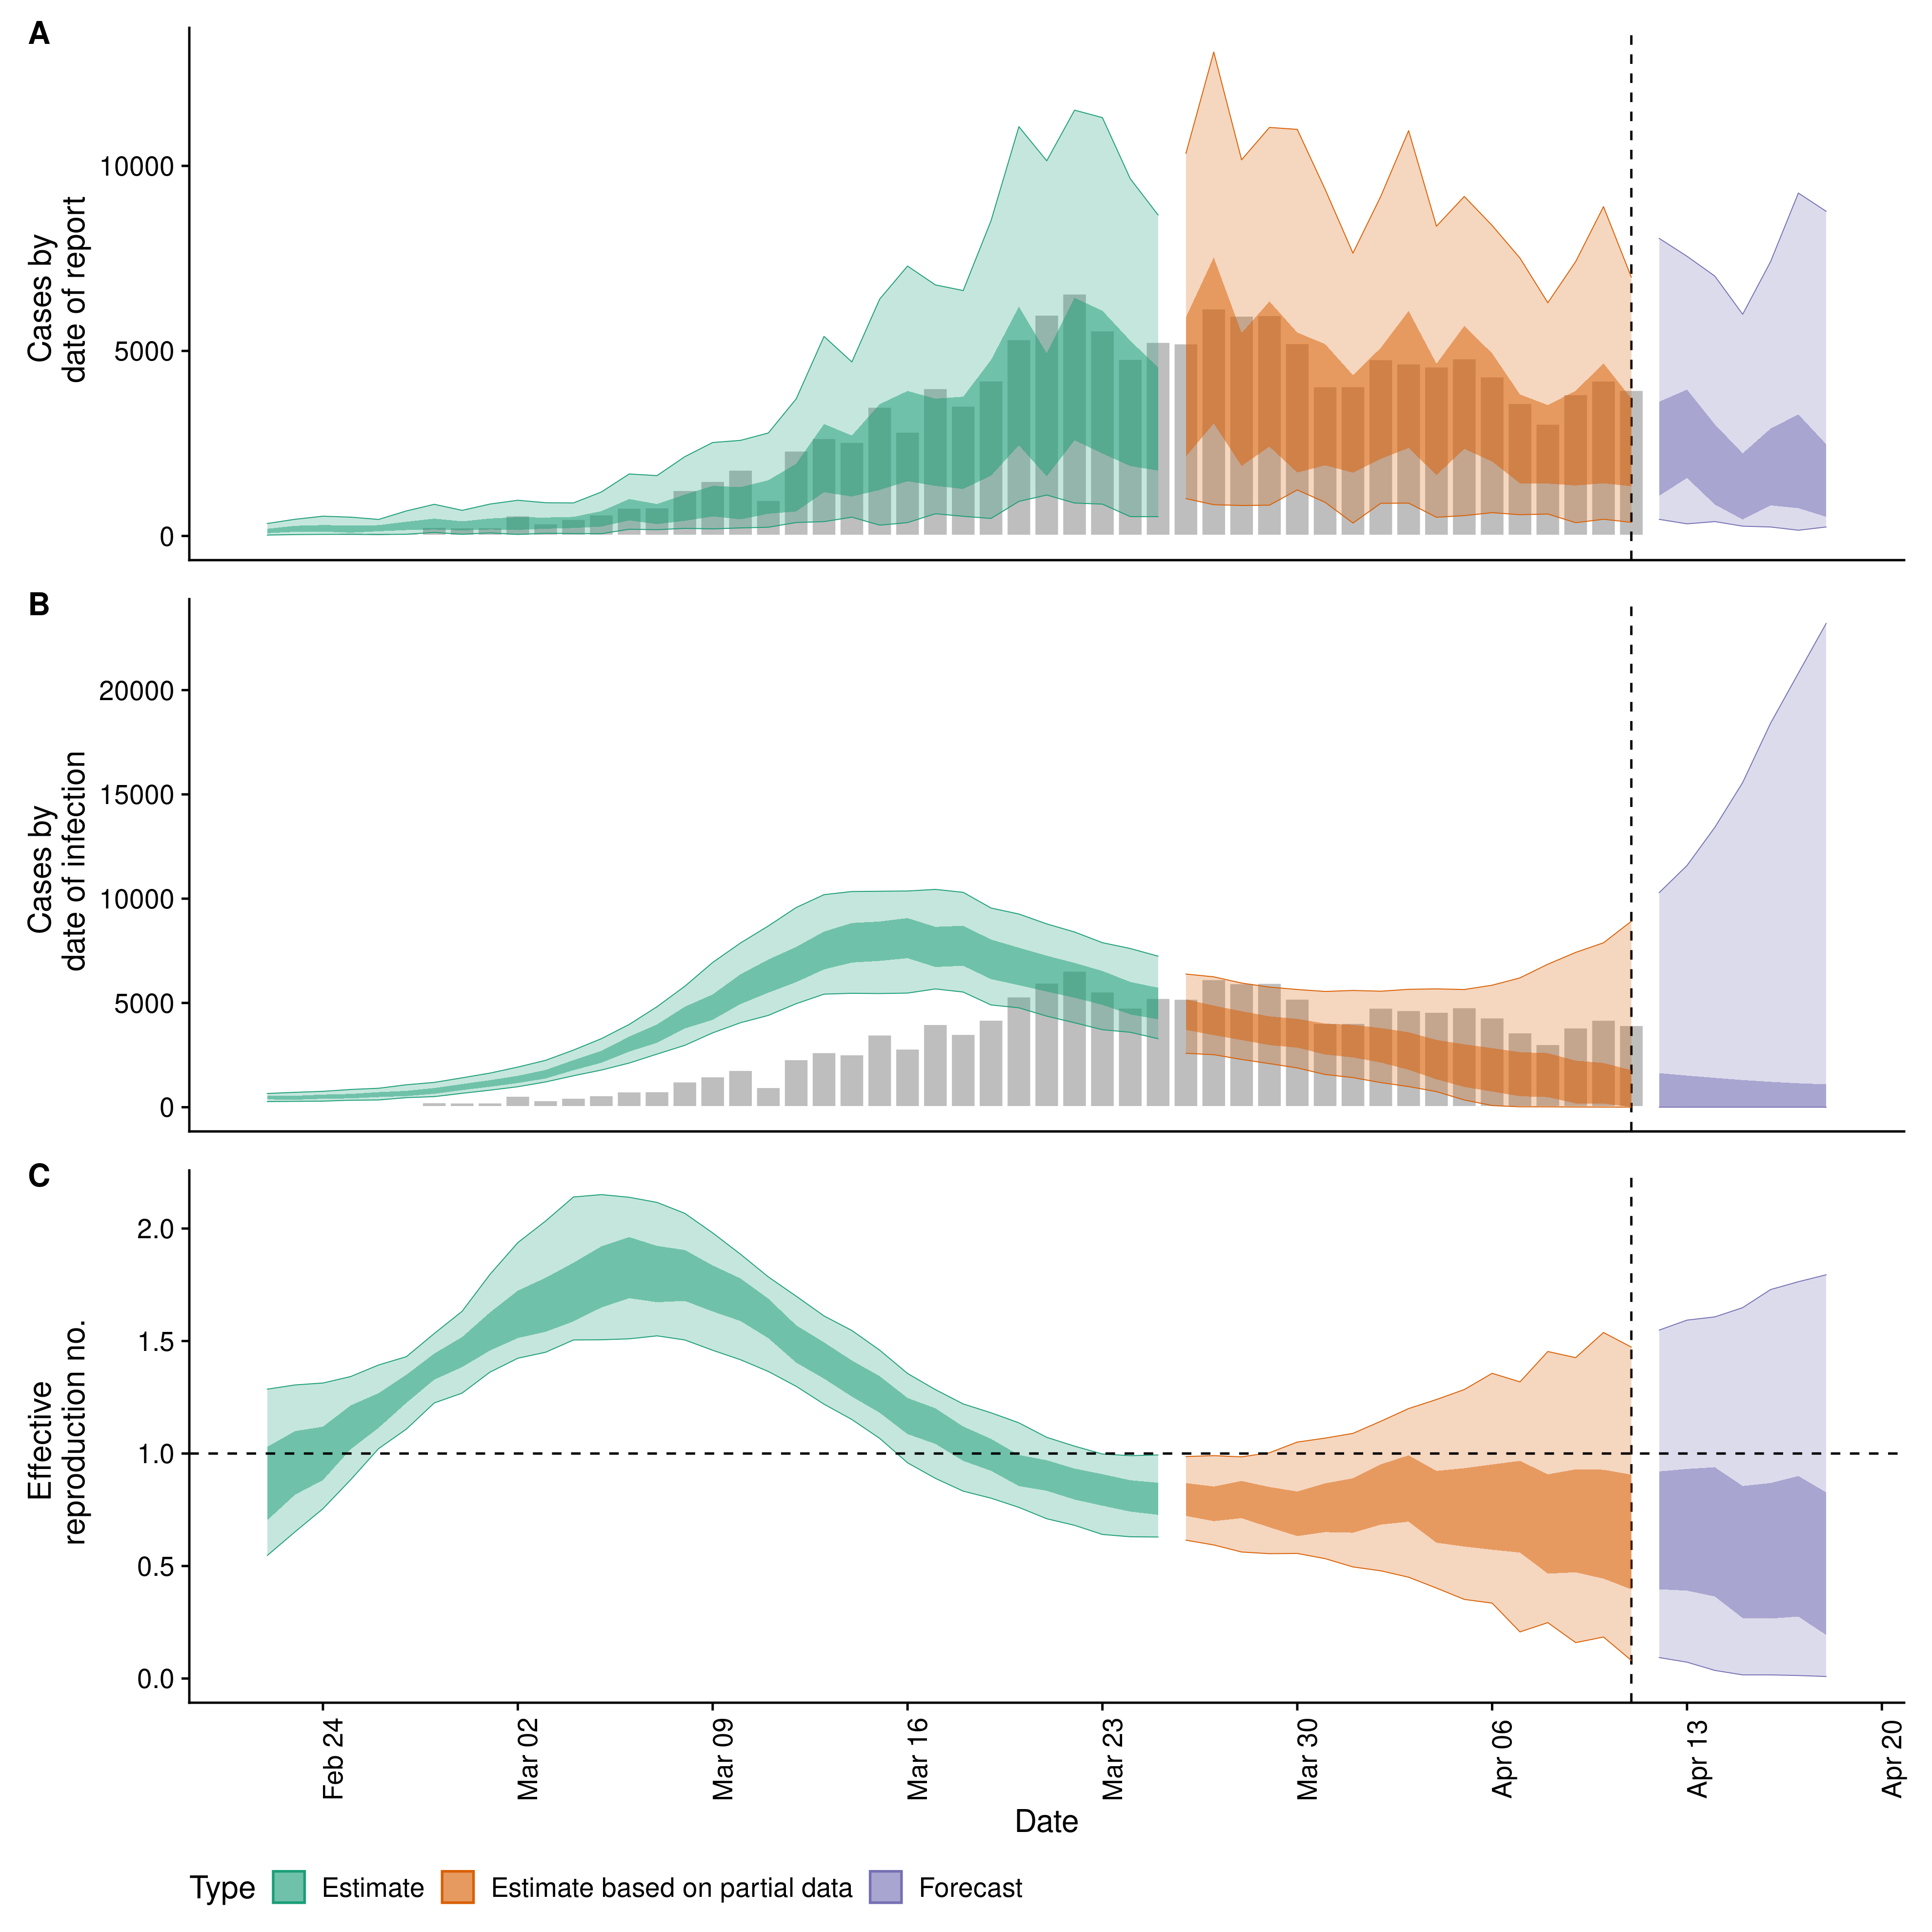 A
Cases by
date of report
10000
5000
0
B
Cases by
date of infection
20000
15000
10000
5000
0
C
Effective
reproduction no.
2.0
1.5
1.0
0.5
0.0
Feb 24
Mar 02
Mar 09
Mar 16
Mar 23
Mar 30
Apr 06
Apr 13
Apr 20
Date
Type Estimate Estimate based on partial data Forecast